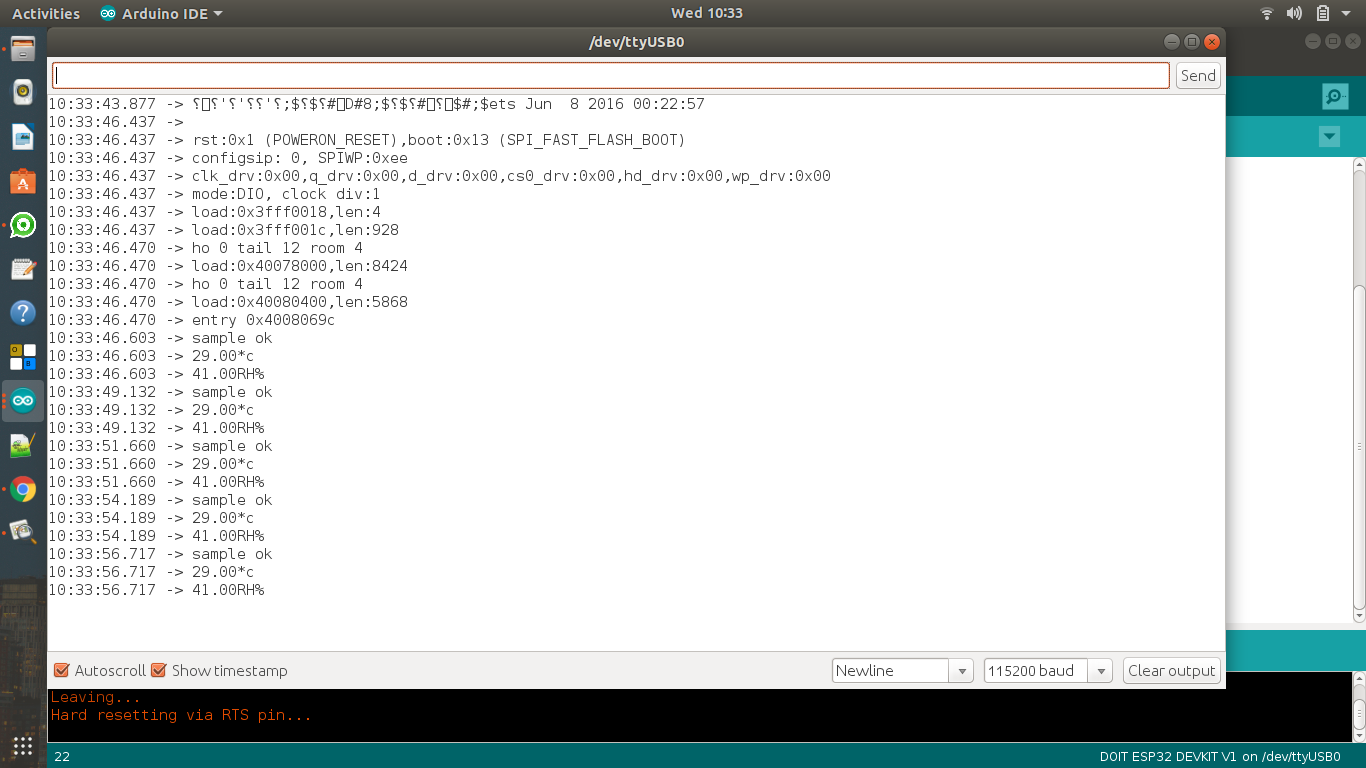 Activities
Arduino IDE
Wed 10:33
/dev/ttyUSB0
Send
10:33:43.877 -> ⸮▯⸮'⸮'⸮⸮'⸮;$⸮$⸮#▯D#8;$⸮$⸮#▯⸮▯$#;$ets Jun  8 2016 00:22:57
10:33:46.437 ->
10:33:46.437 -> rst:0x1 (POWERON_RESET),boot:0x13 (SPI_FAST_FLASH_BOOT)
10:33:46.437 -> configsip: 0, SPIWP:0xee
10:33:46.437 -> clk_drv:0x00,q_drv:0x00,d_drv:0x00,cs0_drv:0x00,hd_drv:0x00,wp_drv:0x00
10:33:46.437 -> mode:DIO, clock div:1
10:33:46.437 -> load:0x3fff0018,len:4
10:33:46.437 -> load:0x3fff001c,len:928
10:33:46.470 -> ho 0 tail 12 room 4
10:33:46.470 -> load:0x40078000,len:8424
10:33:46.470 -> ho 0 tail 12 room 4
10:33:46.470 -> load:0x40080400,len:5868
10:33:46.470 -> entry 0x4008069c
10:33:46.603 -> sample ok
10:33:46.603 -> 29.00*c
10:33:46.603 -> 41.00RH%
10:33:49.132 -> sample ok
10:33:49.132 -> 29.00*c
10:33:49.132 -> 41.00RH%
10:33:51.660 -> sample ok
10:33:51.660 -> 29.00*c
10:33:51.660 -> 41.00RH%
10:33:54.189 -> sample ok
10:33:54.189 -> 29.00*c
10:33:54.189 -> 41.00RH%
10:33:56.717 -> sample ok
10:33:56.717 -> 29.00*c
10:33:56.717 -> 41.00RH%
Autoscroll
Show timestamp
Newline
115200 baud
Clear output
Leaving...
Hard resetting via RTS pin...
22
DOIT ESP32 DEVKIT V1 on /dev/ttyUSB0